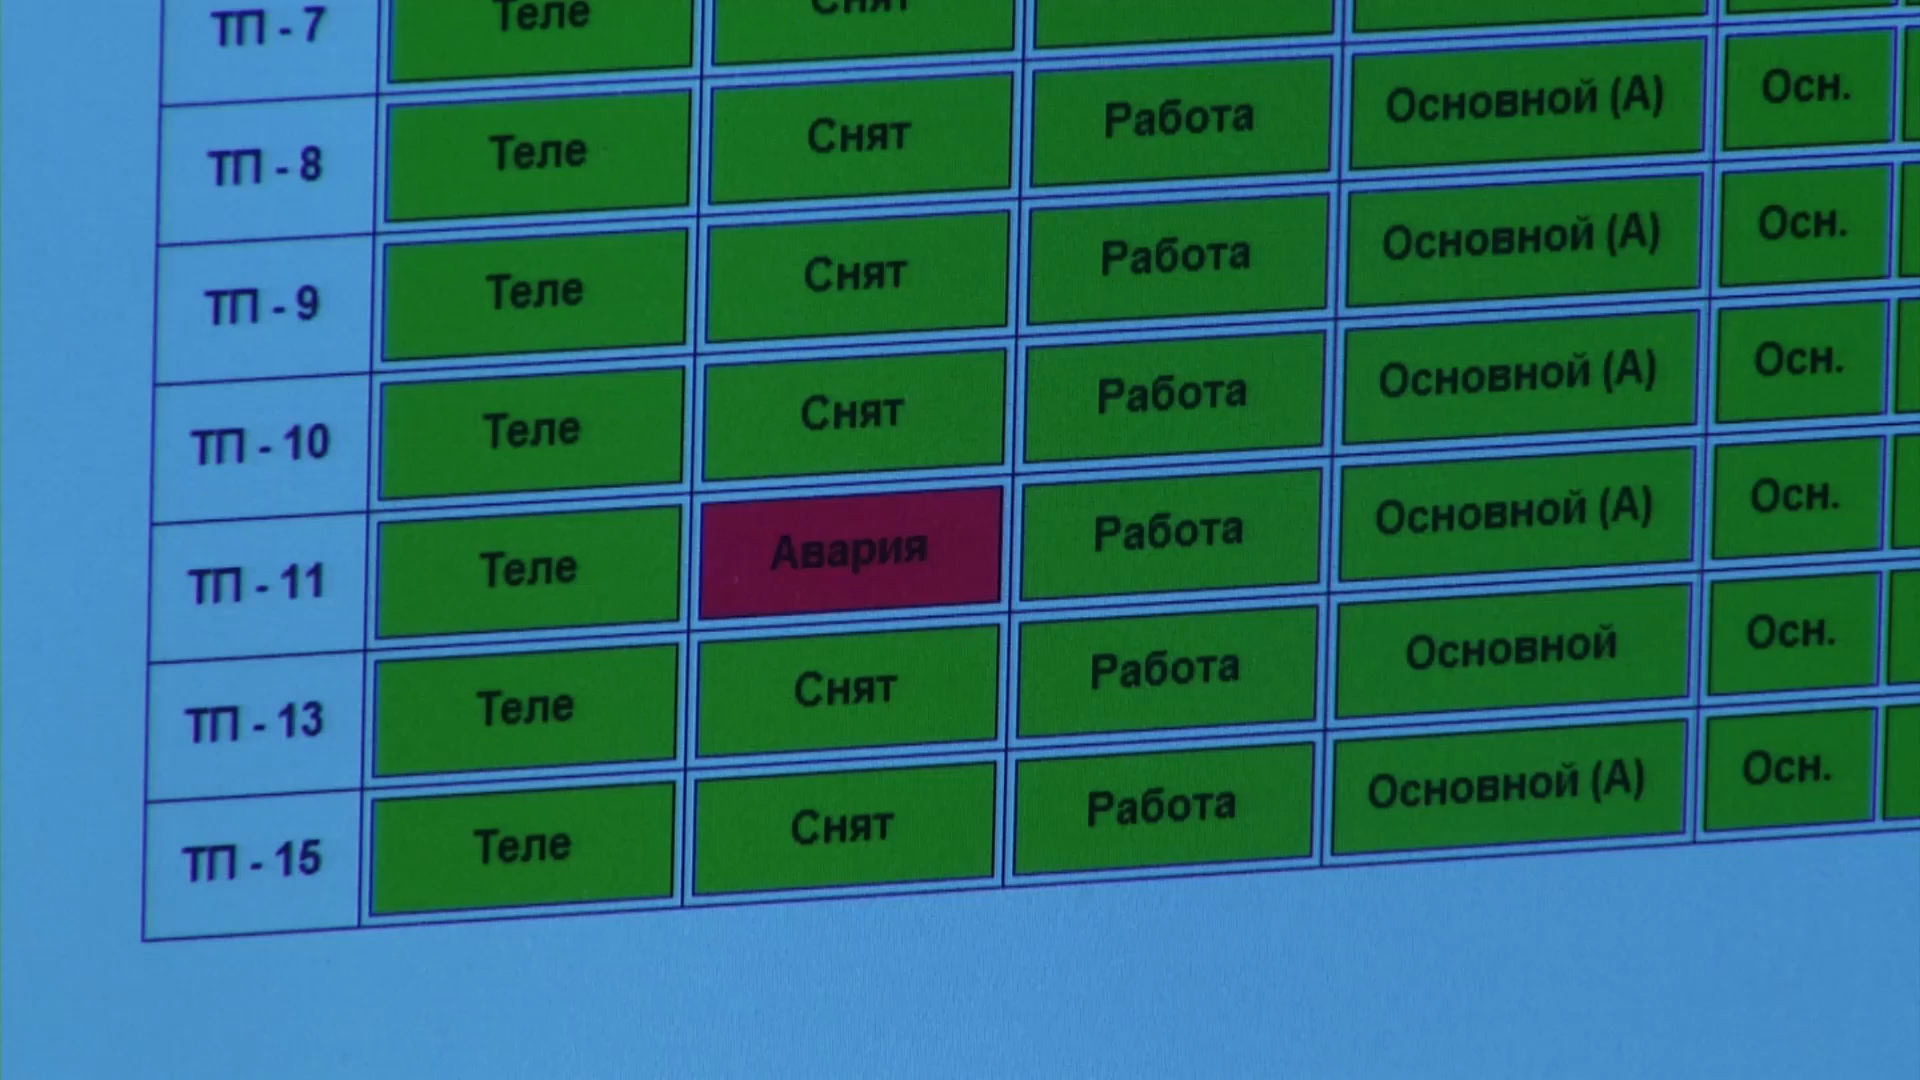 ТП - 7 Теле Снят
ТП - 8 Теле Снят Работа Основной (А) Осн.
ТП - 9 Теле Снят Работа Основной (А) Осн.
ТП - 10 Теле Снят Работа Основной (А) Осн.
ТП - 11 Теле Авария Работа Основной (А) Осн.
ТП - 13 Теле Снят Работа Основной Осн.
ТП - 15 Теле Снят Работа Основной (А) Осн.